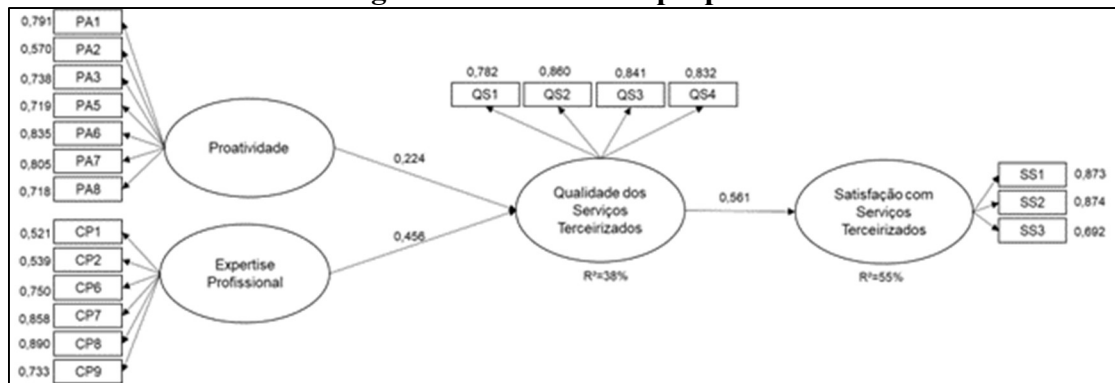 0,791 PA1
0,570 PA2
0,738 PA3
0,719 PA5
0,835 PA6
0,805 PA7
0,718 PA8
Proatividade
0,521 CP1
0,539 CP2
0,750 CP6
0,858 CP7
0,890 CP8
0,733 CP9
Expertise
Profissional
0,224
0,456
0,782 0,860 0,841 0,832
QS1 QS2 QS3 QS4
Qualidade dos
Serviços
Terceirizados
R²=38%
0,561
Satisfação com
Serviços
Terceirizados
R²=55%
SS1 0,873
SS2 0,874
SS3 0,692